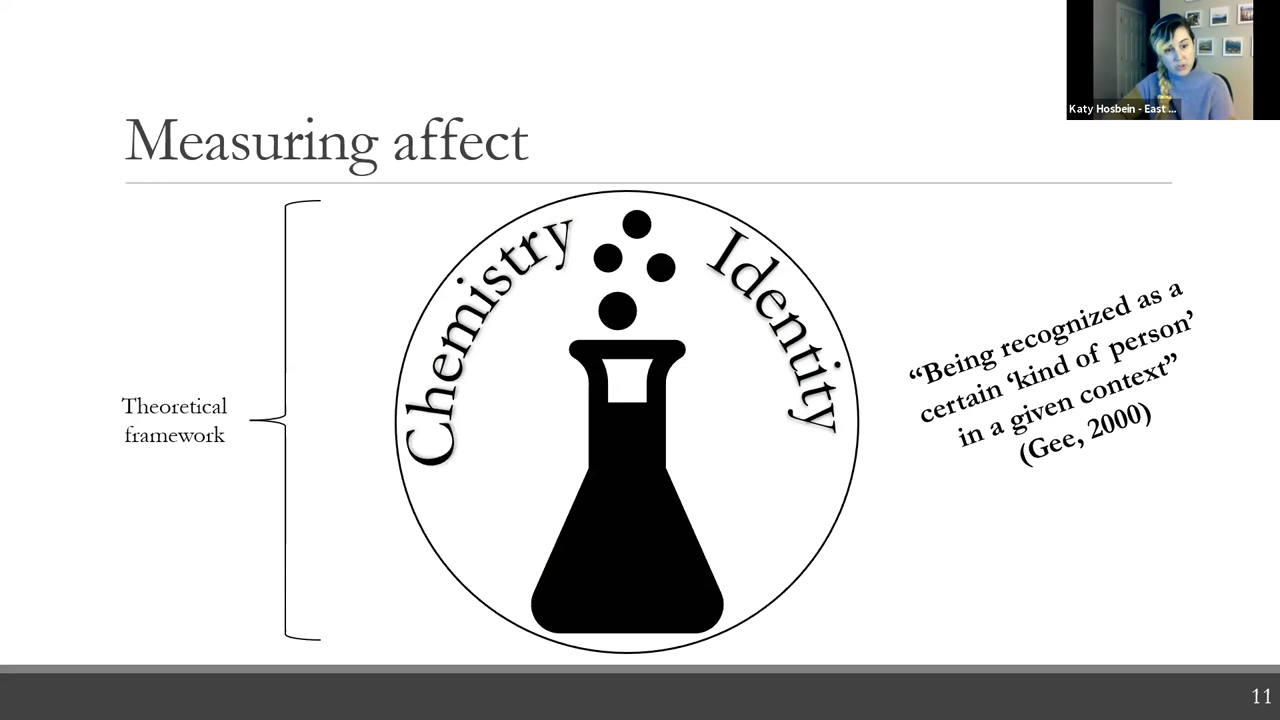 Katy Hosbein - East ...
Measuring affect
Theoretical
framework
Chemistry Identity
“Being recognized as a
certain ‘kind of person’
in a given context”
(Gee, 2000)
11